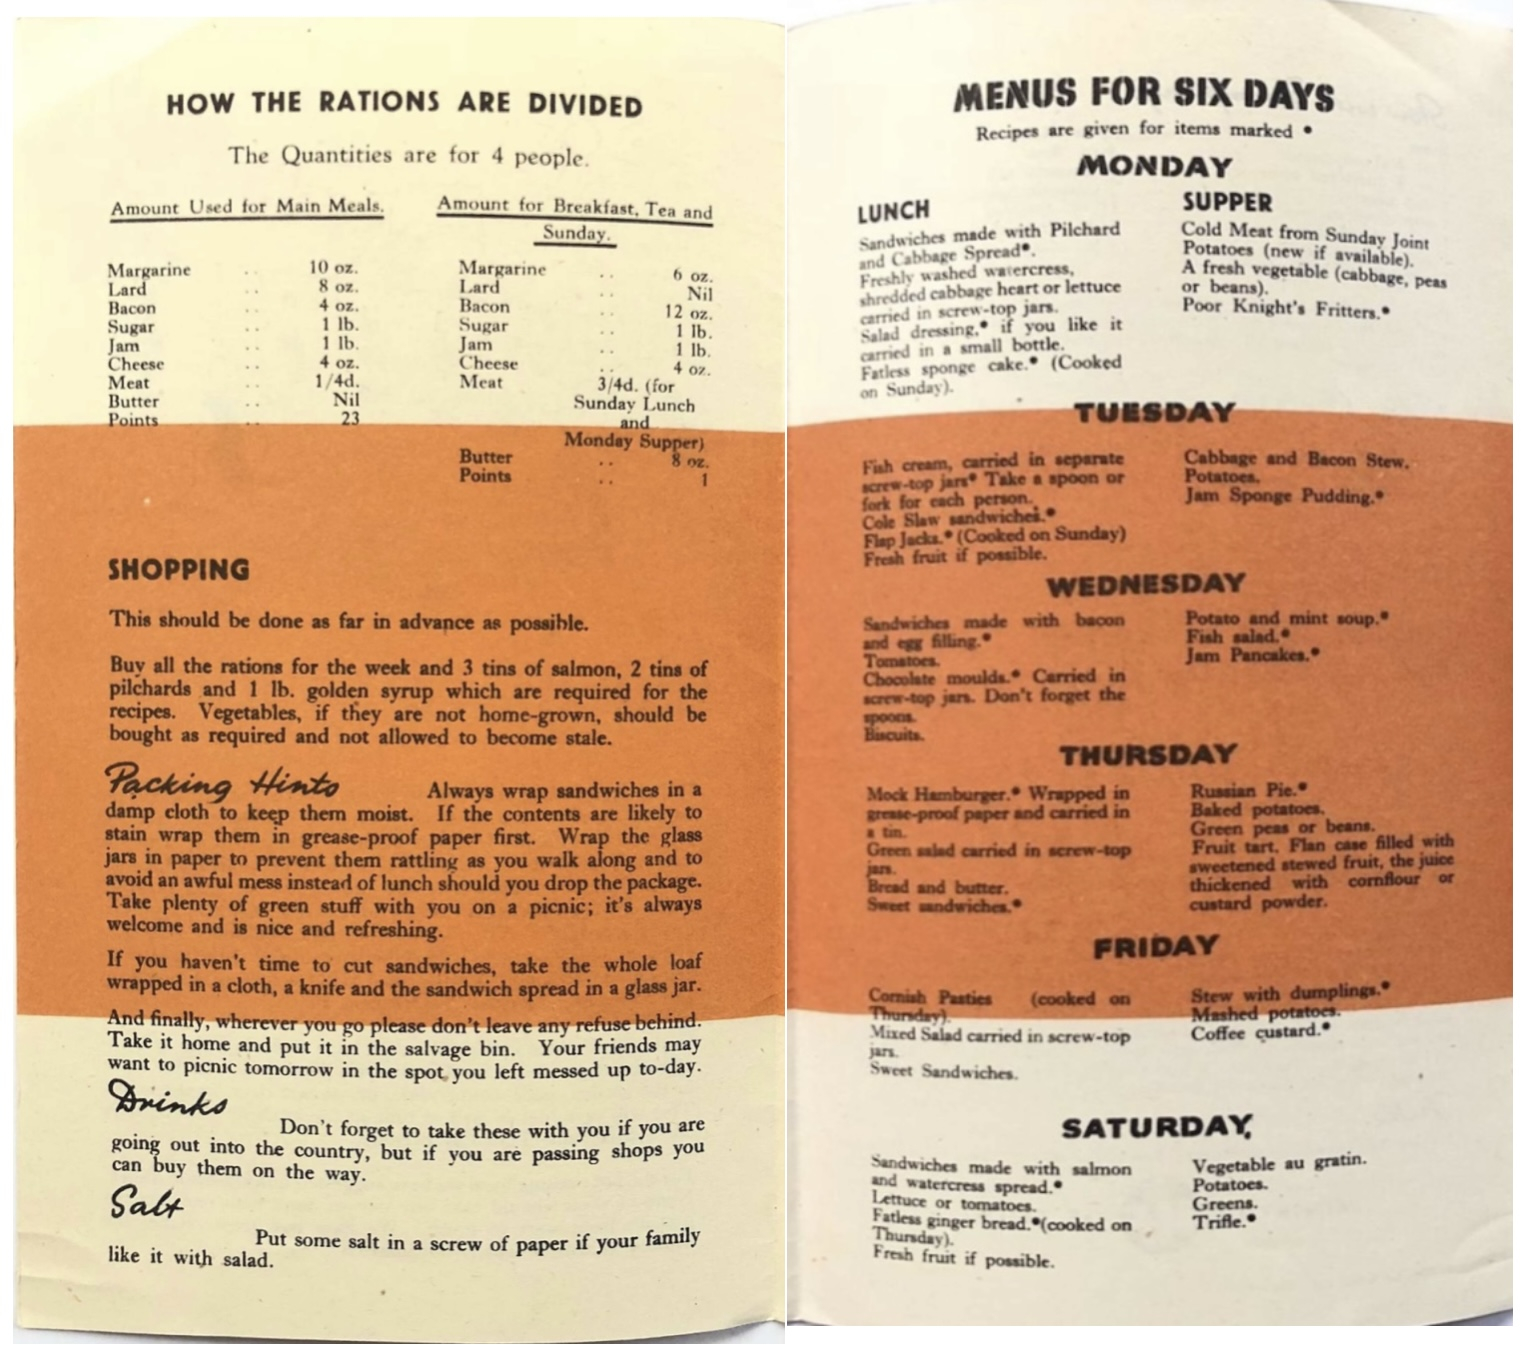 HOW THE RATIONS ARE DIVIDED
The Quantities are for 4 people.
Amount Used for Main Meals.
Margarine .. 10 oz.
Lard .. 8 oz.
Bacon .. 4 oz.
Sugar .. 1 lb.
Jam .. 1 lb.
Cheese .. 4 oz.
Meat .. 1/4d.
Butter .. Nil
Points .. 23
Amount for Breakfast, Tea and
Sunday.
Margarine .. 6 oz.
Lard .. Nil
Bacon .. 12 oz.
Sugar .. 1 lb.
Jam .. 1 lb.
Cheese .. 4 oz.
Meat 3/4d. (for
Sunday Lunch
and
Monday Supper)
Butter .. 8 oz.
Points .. 1
SHOPPING
This should be done as far in advance as possible.
Buy all the rations for the week and 3 tins of salmon, 2 tins of
pilchards and 1 lb. golden syrup which are required for the
recipes. Vegetables, if they are not home-grown, should be
bought as required and not allowed to become stale.
Packing Hints Always wrap sandwiches in a
damp cloth to keep them moist. If the contents are likely to
stain wrap them in grease-proof paper first. Wrap the glass
jars in paper to prevent them rattling as you walk along and to
avoid an awful mess instead of lunch should you drop the package.
Take plenty of green stuff with you on a picnic; it's always
welcome and is nice and refreshing.
If you haven't time to cut sandwiches, take the whole loaf
wrapped in a cloth, a knife and the sandwich spread in a glass jar.
And finally, wherever you go please don't leave any refuse behind.
Take it home and put it in the salvage bin. Your friends may
want to picnic tomorrow in the spot you left messed up to-day.
Drinks
Don't forget to take these with you if you are
going out into the country, but if you are passing shops you
can buy them on the way.
Salt
Put some salt in a screw of paper if your family
like it with salad.
MENUS FOR SIX DAYS
Recipes are given for items marked •
MONDAY
LUNCH
Sandwiches made with Pilchard
and Cabbage Spread•.
Freshly washed watercress,
shredded cabbage heart or lettuce
carried in screw-top jars.
Salad dressing,• if you like it
carried in a small bottle.
Fatless sponge cake.• (Cooked
on Sunday).
SUPPER
Cold Meat from Sunday Joint
Potatoes (new if available).
A fresh vegetable (cabbage, peas
or beans).
Poor Knight's Fritters.•
TUESDAY
Fish cream, carried in separate
screw-top jars• Take a spoon or
fork for each person.
Cole Slaw sandwiches.•
Flap Jacks.• (Cooked on Sunday)
Fresh fruit if possible.
Cabbage and Bacon Stew.
Potatoes.
Jam Sponge Pudding.•
WEDNESDAY
Sandwiches made with bacon
and egg filling.•
Tomatoes.
Chocolate moulds.• Carried in
screw-top jars. Don't forget the
spoons.
Biscuits.
Potato and mint soup.•
Fish salad.•
Jam Pancakes.•
THURSDAY
Mock Hamburger.• Wrapped in
grease-proof paper and carried in
a tin.
Green salad carried in screw-top
jars.
Bread and butter.
Sweet sandwiches.•
Russian Pie.•
Baked potatoes.
Green peas or beans.
Fruit tart. Flan case filled with
sweetened stewed fruit, the juice
thickened with cornflour or
custard powder.
FRIDAY
Cornish Pasties (cooked on
Thursday).
Mixed Salad carried in screw-top
jars.
Sweet Sandwiches.
Stew with dumplings.•
Mashed potatoes.
Coffee custard.•
SATURDAY
Sandwiches made with salmon
and watercress spread.•
Lettuce or tomatoes.
Fatless ginger bread.•(cooked on
Thursday).
Fresh fruit if possible.
Vegetable au gratin.
Potatoes.
Greens.
Trifle.•